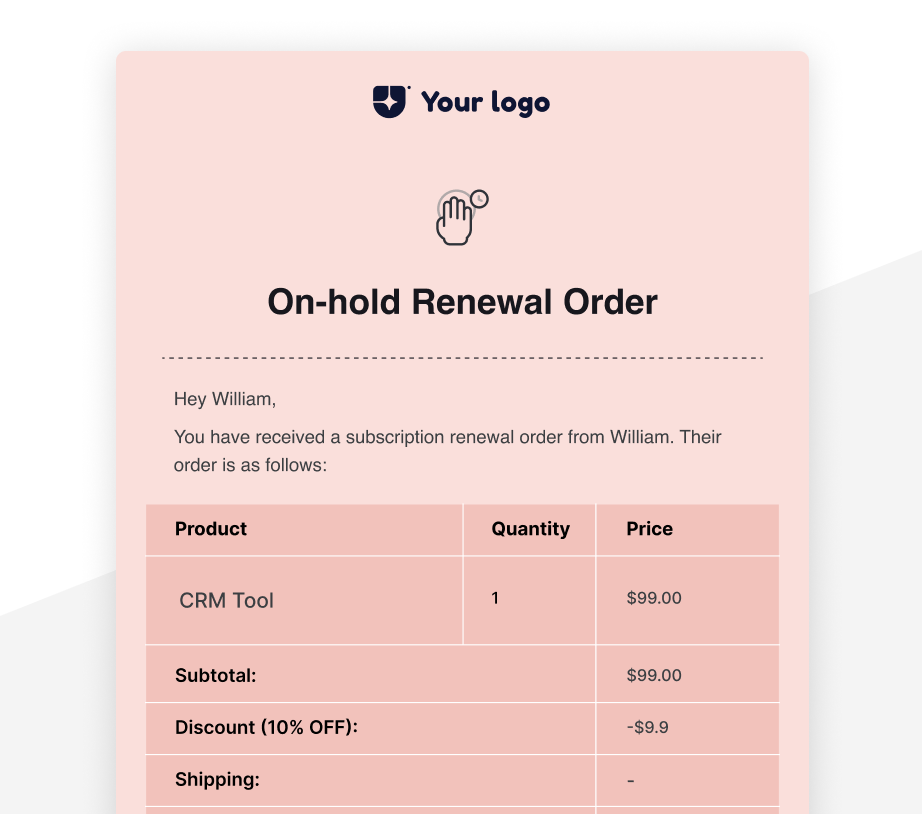 Your logo
On-hold Renewal Order
Hey William,
You have received a subscription renewal order from William. Their
order is as follows:
Product Quantity Price
CRM Tool 1 $99.00
Subtotal: $99.00
Discount (10% OFF): -$9.9
Shipping: -